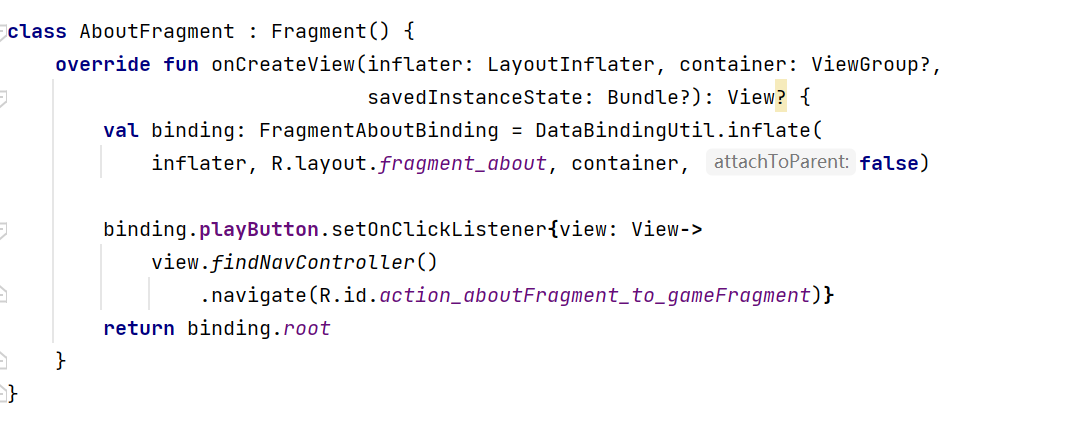 class AboutFragment : Fragment() {
    override fun onCreateView(inflater: LayoutInflater, container: ViewGroup?,
                              savedInstanceState: Bundle?): View? {
        val binding: FragmentAboutBinding = DataBindingUtil.inflate(
            inflater, R.layout.fragment_about, container, attachToParent: false)
        binding.playButton.setOnClickListener{view: View->
            view.findNavController()
                .navigate(R.id.action_aboutFragment_to_gameFragment)}
        return binding.root
    }
}